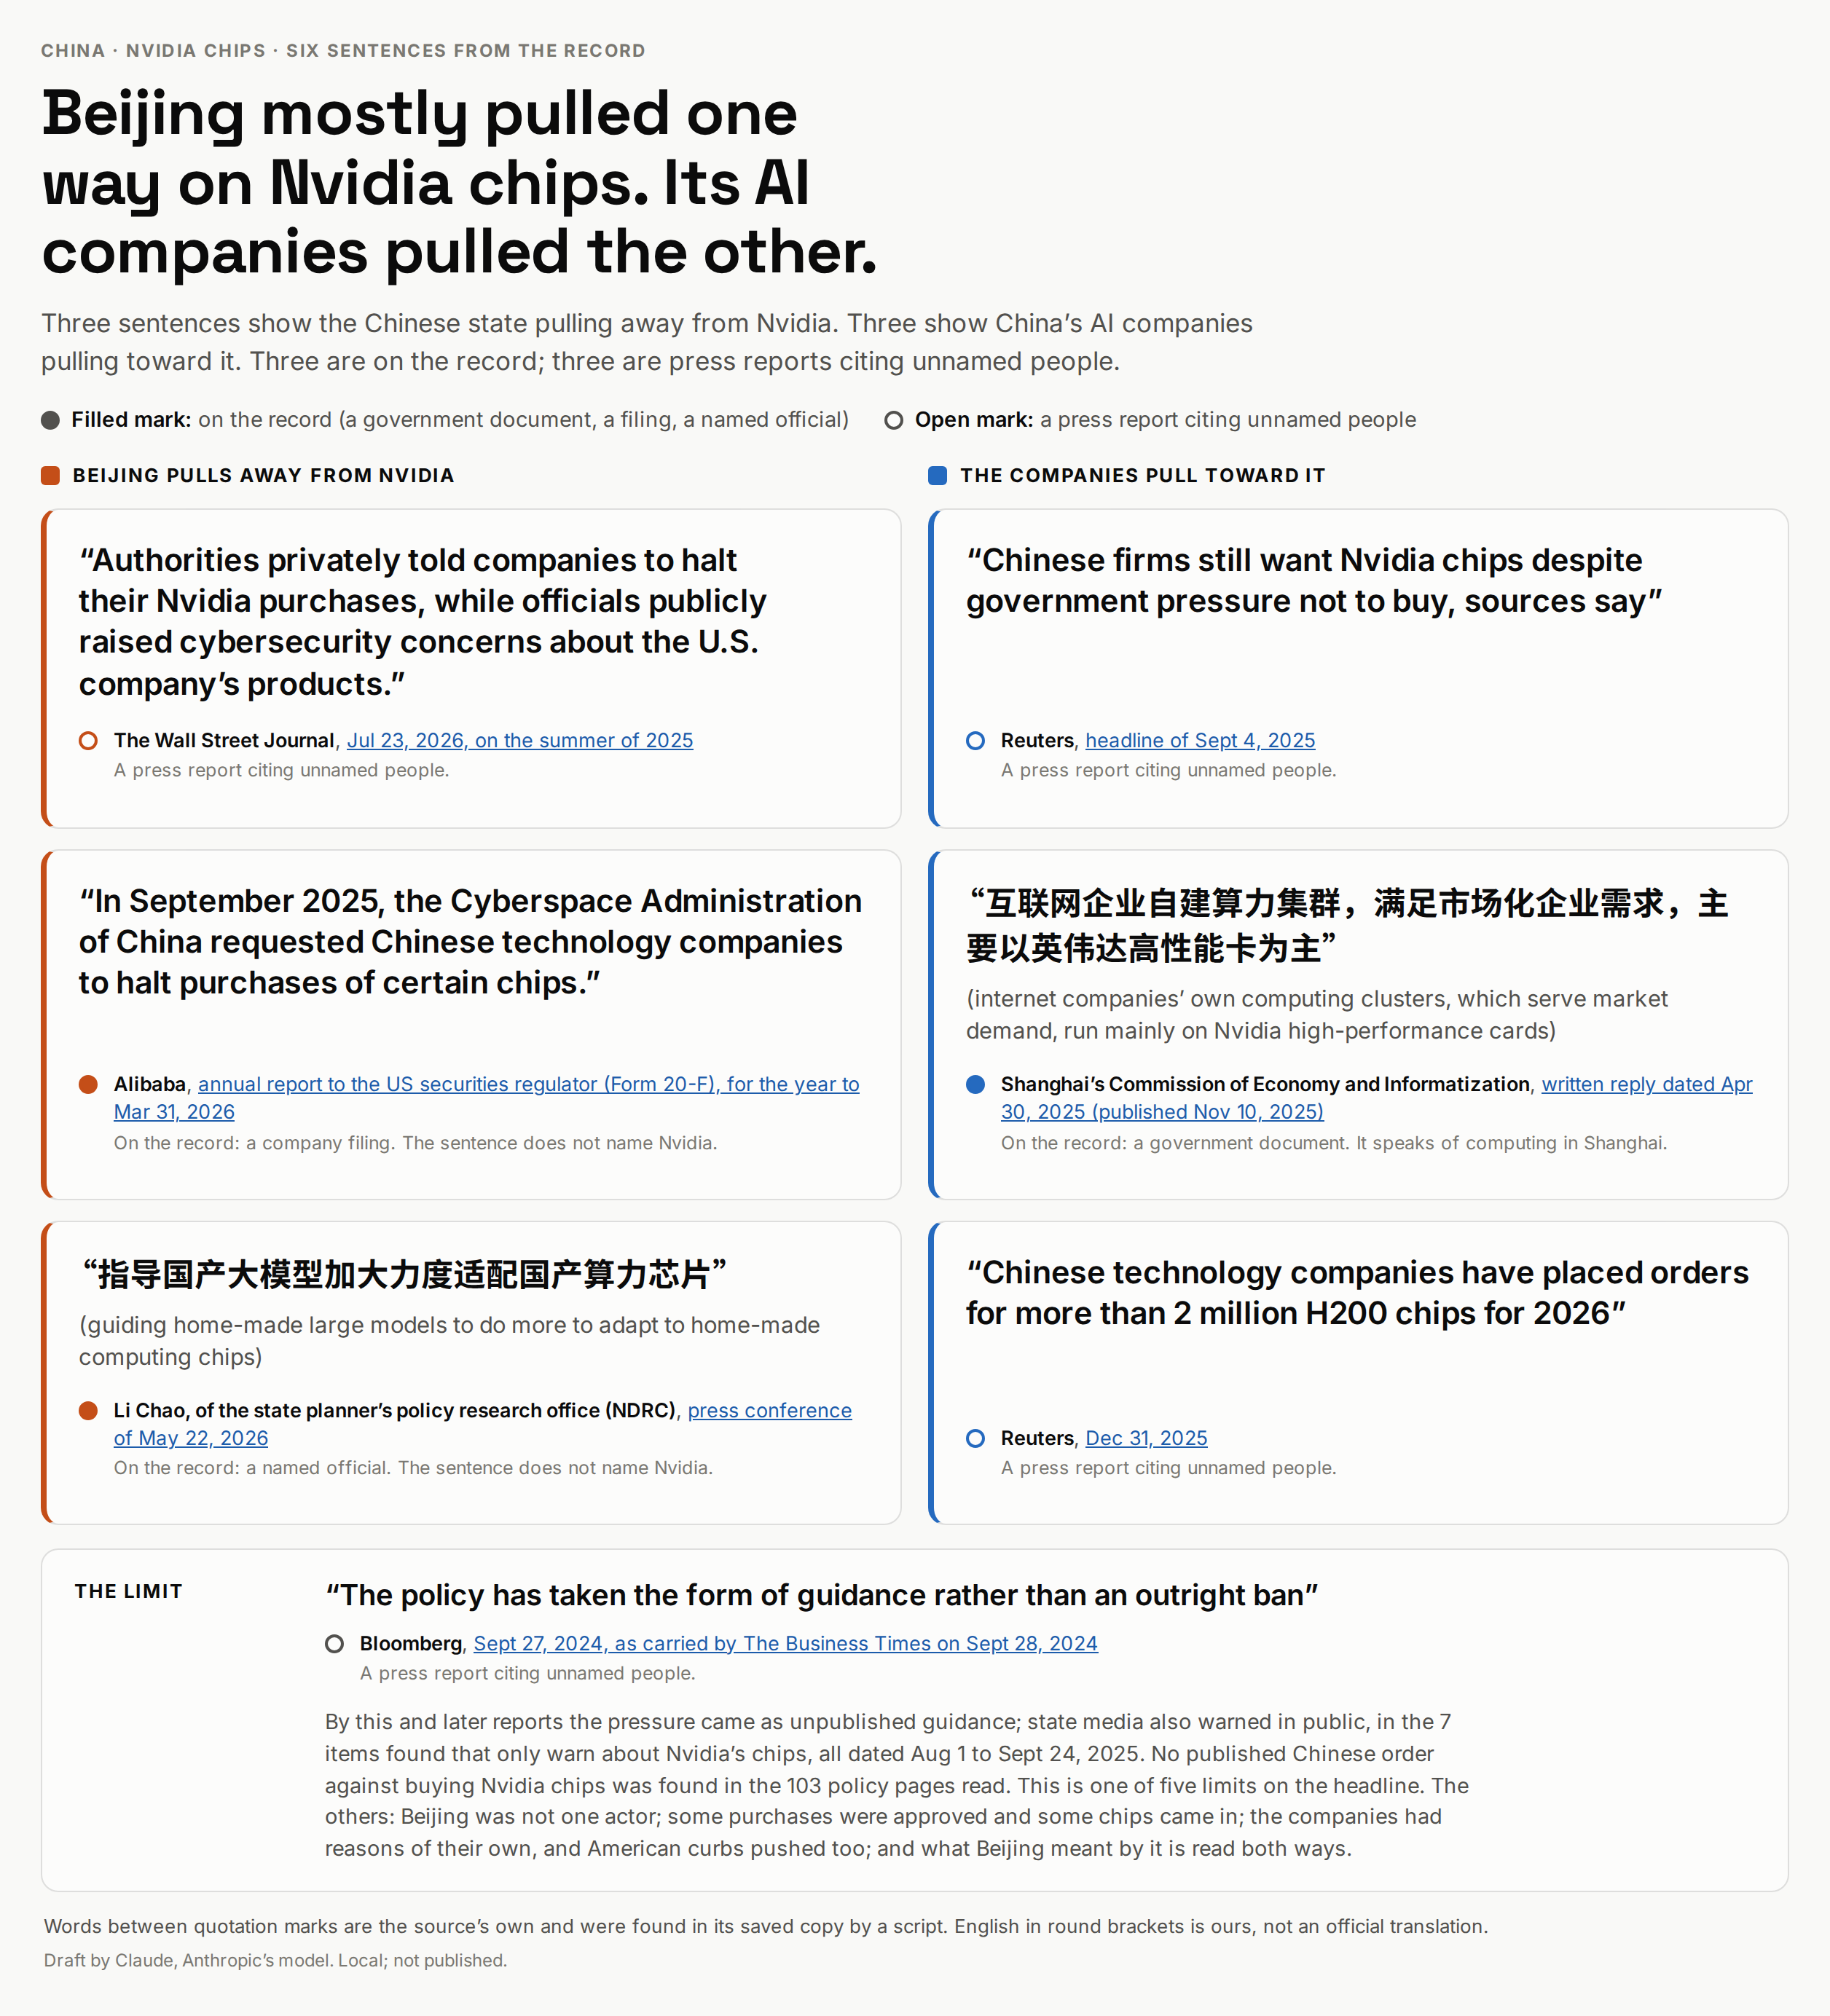 CHINA · NVIDIA CHIPS · SIX SENTENCES FROM THE RECORD
Beijing mostly pulled one
way on Nvidia chips. Its AI
companies pulled the other.
Three sentences show the Chinese state pulling away from Nvidia. Three show China’s AI companies
pulling toward it. Three are on the record; three are press reports citing unnamed people.
Filled mark: on the record (a government document, a filing, a named official)
Open mark: a press report citing unnamed people
BEIJING PULLS AWAY FROM NVIDIA
“Authorities privately told companies to halt
their Nvidia purchases, while officials publicly
raised cybersecurity concerns about the U.S.
company’s products.”
The Wall Street Journal, Jul 23, 2026, on the summer of 2025
A press report citing unnamed people.
“In September 2025, the Cyberspace Administration
of China requested Chinese technology companies
to halt purchases of certain chips.”
Alibaba, annual report to the US securities regulator (Form 20-F), for the year to
Mar 31, 2026
On the record: a company filing. The sentence does not name Nvidia.
“指导国产大模型加大力度适配国产算力芯片”
(guiding home-made large models to do more to adapt to home-made
computing chips)
Li Chao, of the state planner’s policy research office (NDRC), press conference
of May 22, 2026
On the record: a named official. The sentence does not name Nvidia.
THE COMPANIES PULL TOWARD IT
“Chinese firms still want Nvidia chips despite
government pressure not to buy, sources say”
Reuters, headline of Sept 4, 2025
A press report citing unnamed people.
“互联网企业自建算力集群，满足市场化企业需求，主
要以英伟达高性能卡为主”
(internet companies’ own computing clusters, which serve market
demand, run mainly on Nvidia high-performance cards)
Shanghai’s Commission of Economy and Informatization, written reply dated Apr
30, 2025 (published Nov 10, 2025)
On the record: a government document. It speaks of computing in Shanghai.
“Chinese technology companies have placed orders
for more than 2 million H200 chips for 2026”
Reuters, Dec 31, 2025
A press report citing unnamed people.
THE LIMIT
“The policy has taken the form of guidance rather than an outright ban”
Bloomberg, Sept 27, 2024, as carried by The Business Times on Sept 28, 2024
A press report citing unnamed people.
By this and later reports the pressure came as unpublished guidance; state media also warned in public, in the 7
items found that only warn about Nvidia’s chips, all dated Aug 1 to Sept 24, 2025. No published Chinese order
against buying Nvidia chips was found in the 103 policy pages read. This is one of five limits on the headline. The
others: Beijing was not one actor; some purchases were approved and some chips came in; the companies had
reasons of their own, and American curbs pushed too; and what Beijing meant by it is read both ways.
Words between quotation marks are the source’s own and were found in its saved copy by a script. English in round brackets is ours, not an official translation.
Draft by Claude, Anthropic’s model. Local; not published.